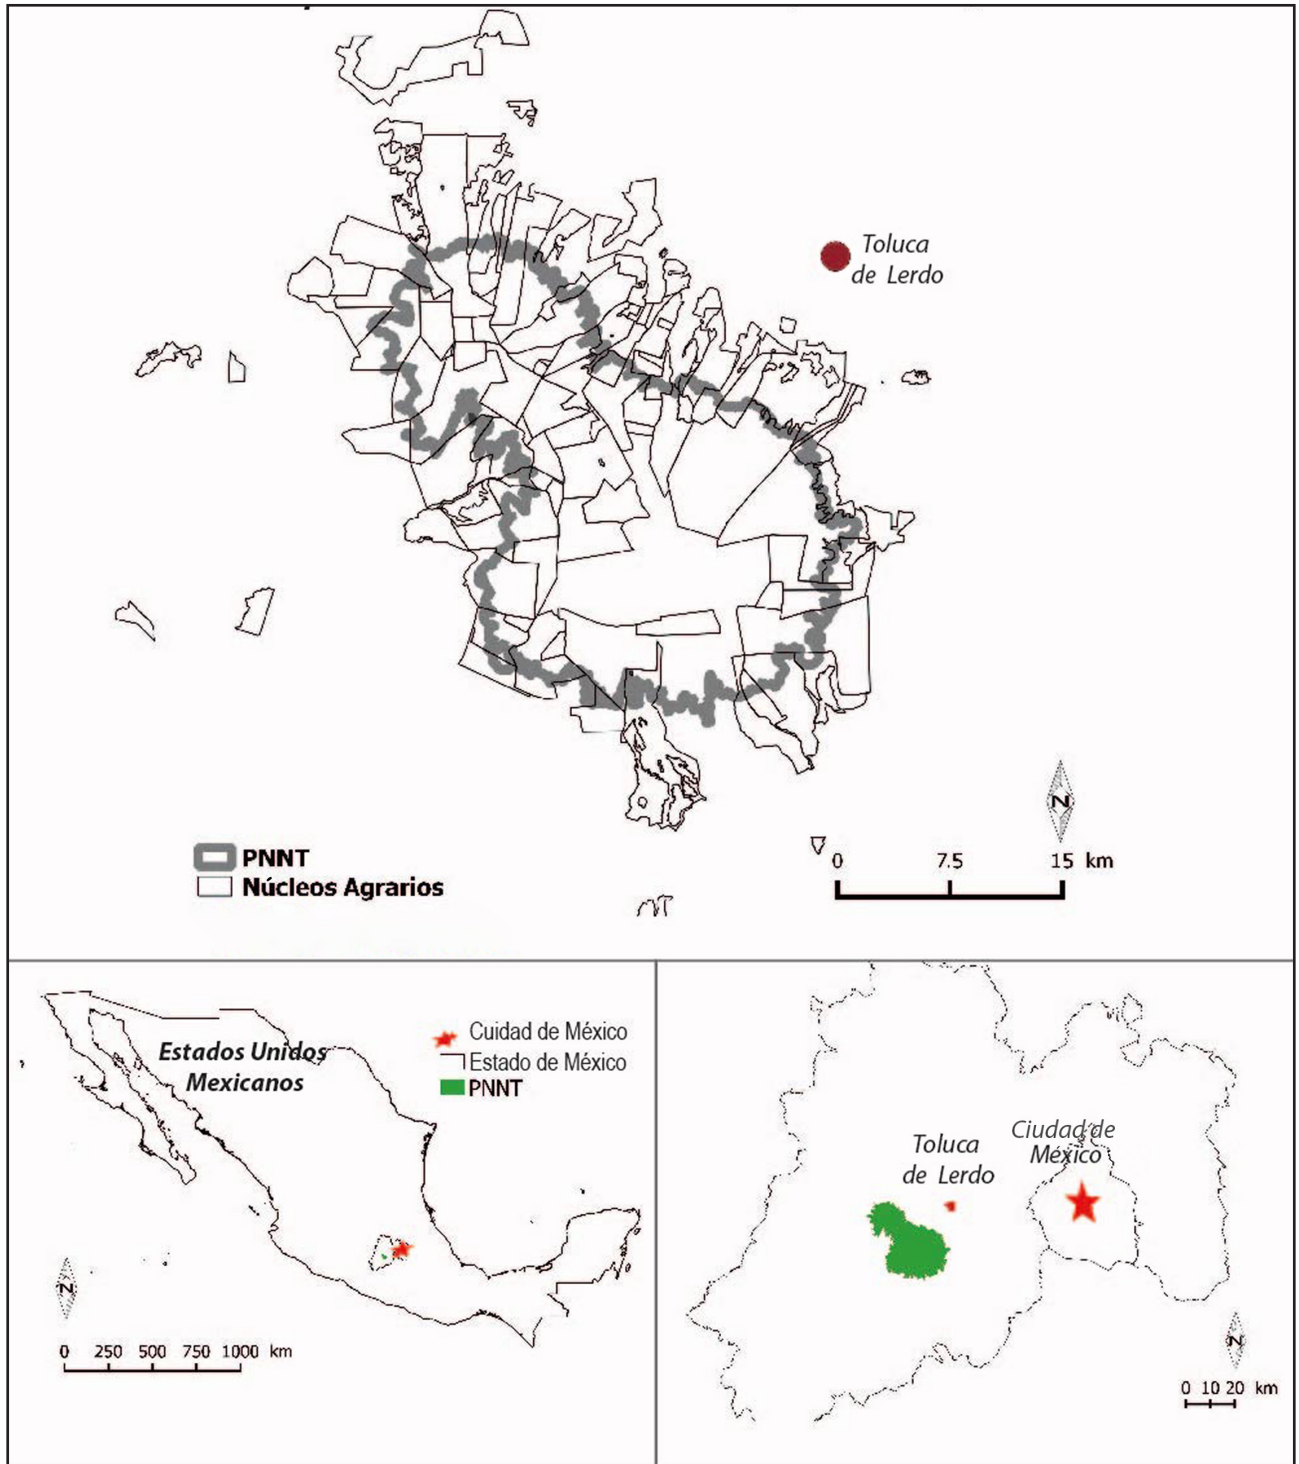 Toluca
de Lerdo
N
PNNT
Núcleos Agrarios
0 7.5 15 km
Estados Unidos
Mexicanos
Cuidad de México
Estado de México
PNNT
N
0 250 500 750 1000 km
Toluca
de Lerdo
Ciudad de
México
N
0 10 20 km